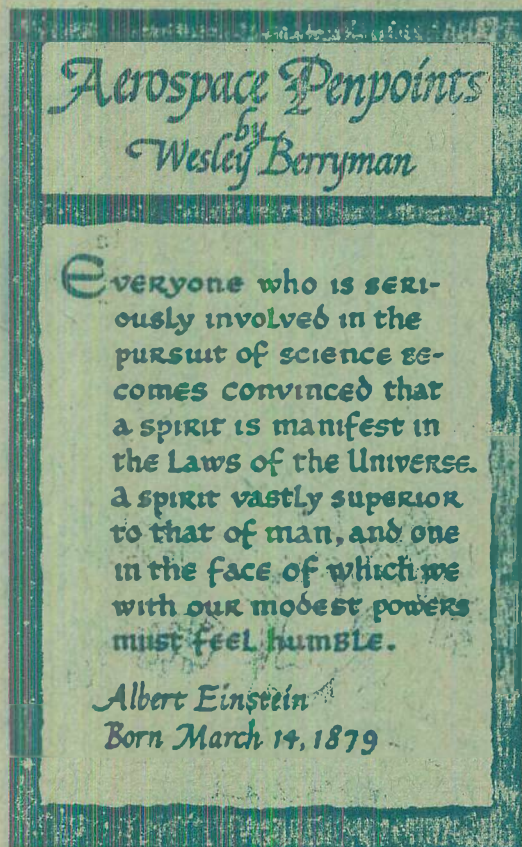 Aerospace Penpoints
by
Wesley Berryman
Everyone who is seri-
ously involved in the
pursuit of science be-
comes convinced that
a spirit is manifest in
the Laws of the Universe.
A spirit vastly superior
to that of man, and one
in the face of which we
with our modest powers
must feel humble.
Albert Einstein
Born March 14, 1879